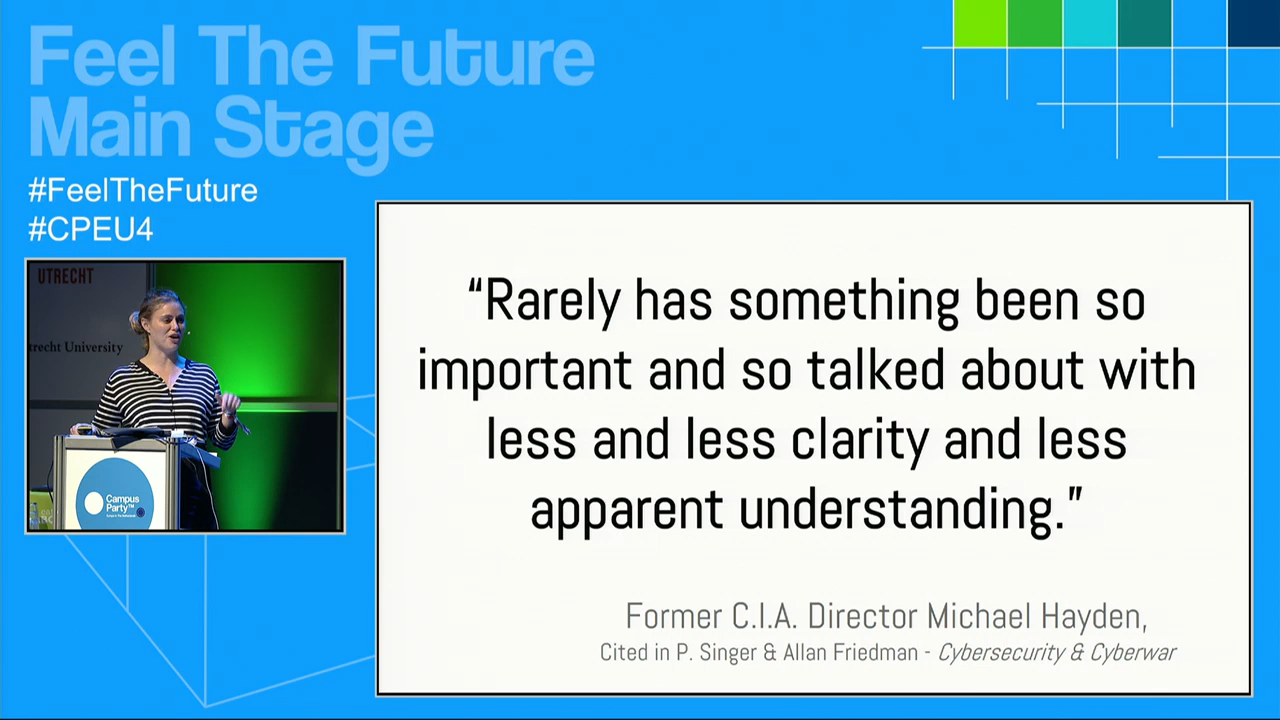 Feel The Future
Main Stage
#FeelTheFuture
#CPEU4
UTRECHT
trecht University
Campus
Party™
“Rarely has something been so
important and so talked about with
less and less clarity and less
apparent understanding.”
Former C.I.A. Director Michael Hayden,
Cited in P. Singer & Allan Friedman - Cybersecurity & Cyberwar